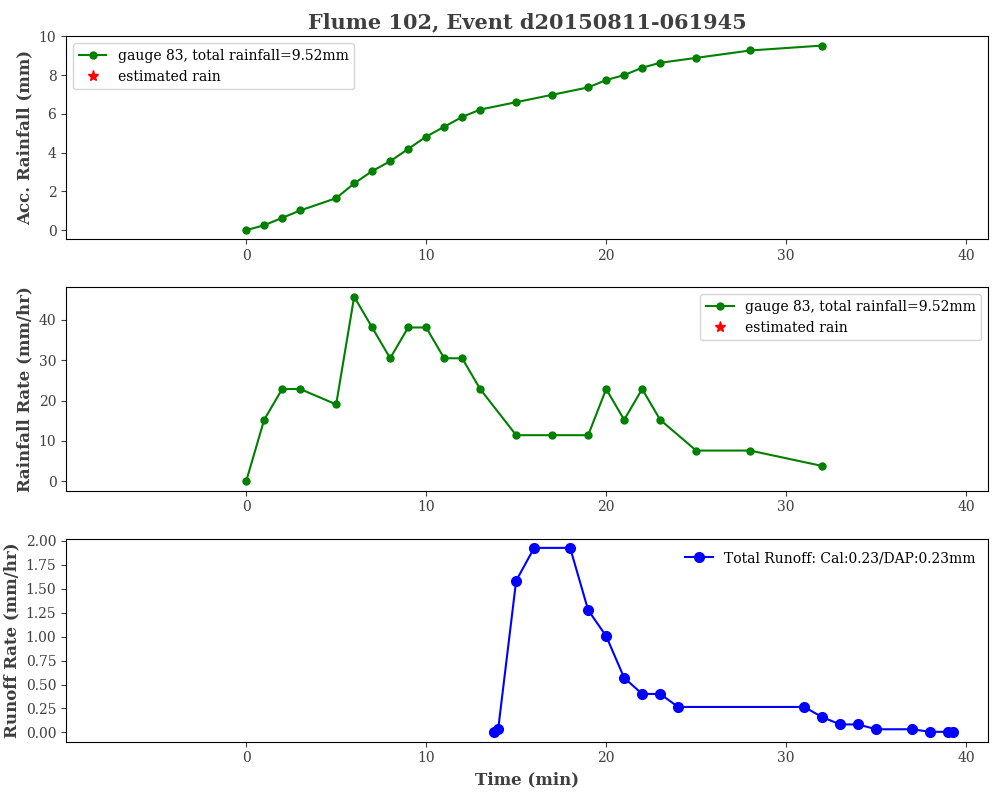 Flume 102, Event d20150811-061945
Acc. Rainfall (mm)
10
8
6
4
2
0
gauge 83, total rainfall=9.52mm
estimated rain
0 10 20 30 40
Rainfall Rate (mm/hr)
40
30
20
10
0
gauge 83, total rainfall=9.52mm
estimated rain
0 10 20 30 40
Runoff Rate (mm/hr)
2.00
1.75
1.50
1.25
1.00
0.75
0.50
0.25
0.00
Total Runoff: Cal:0.23/DAP:0.23mm
0 10 20 30 40
Time (min)